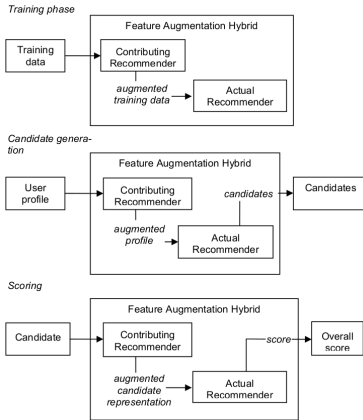 Training phase
Feature Augmentation Hybrid
Training
data
Contributing
Recommender
augmented
training data
Actual
Recommender
Candidate genera-
tion
Feature Augmentation Hybrid
User
profile
Contributing
Recommender
candidates
Candidates
augmented
profile
Actual
Recommender
Scoring
Feature Augmentation Hybrid
Candidate
Contributing
Recommender
score
Overall
score
augmented
candidate
representation
Actual
Recommender